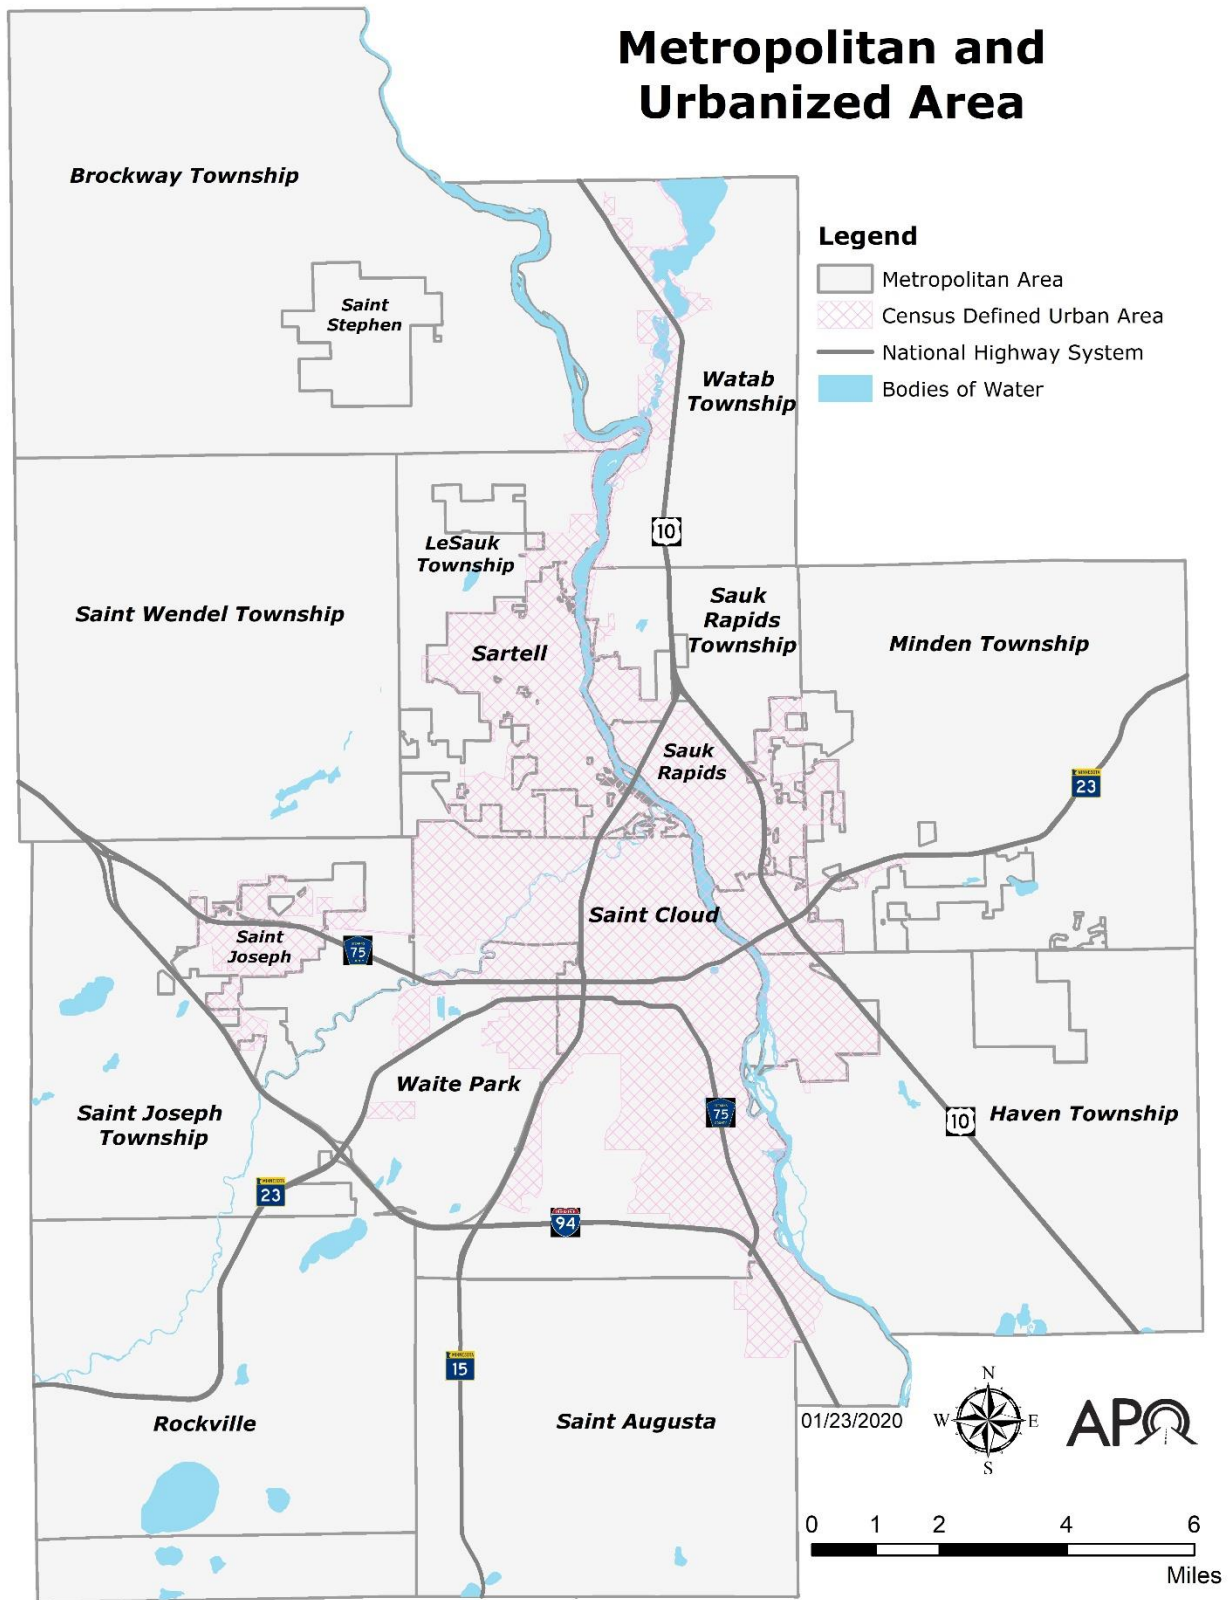 Metropolitan and
Urbanized Area
Brockway Township
Legend
Metropolitan Area
Census Defined Urban Area
National Highway System
Bodies of Water
Saint
Stephen
Watab
Township
10
LeSauk
Township
Saint Wendel Township
Sauk
Rapids
Township
Minden Township
Sartell
Sauk
Rapids
23
Saint Cloud
Saint
Joseph
75
Waite Park
Saint Joseph
Township
75
10
Haven Township
23
94
15
Rockville
Saint Augusta
01/23/2020
N
W
E
S
APO
0 1 2 4 6
Miles